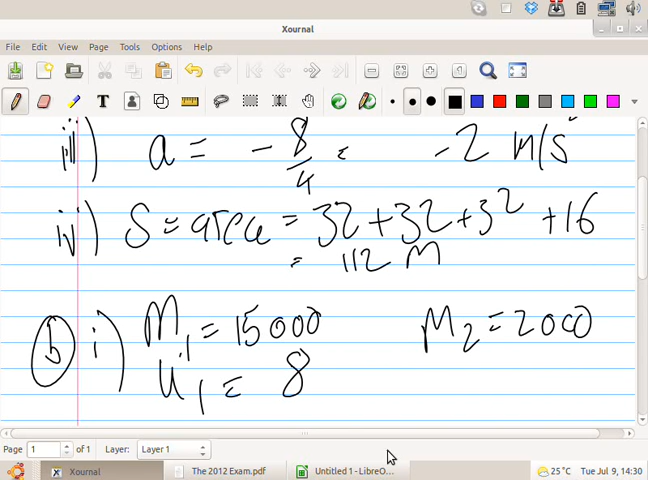 Xournal
File Edit View Page Tools Options Help
iii) a = - 8/4 = -2 m/s²
iv) S = area = 32 + 32 + 32 + 16
= 112 m
b i) M₁ = 15000 M₂ = 2000
u₁ = 8
Page 1 of 1 Layer: Layer 1
Xournal The 2012 Exam.pdf Untitled 1 - LibreO... 25 °C Tue Jul 9, 14:30